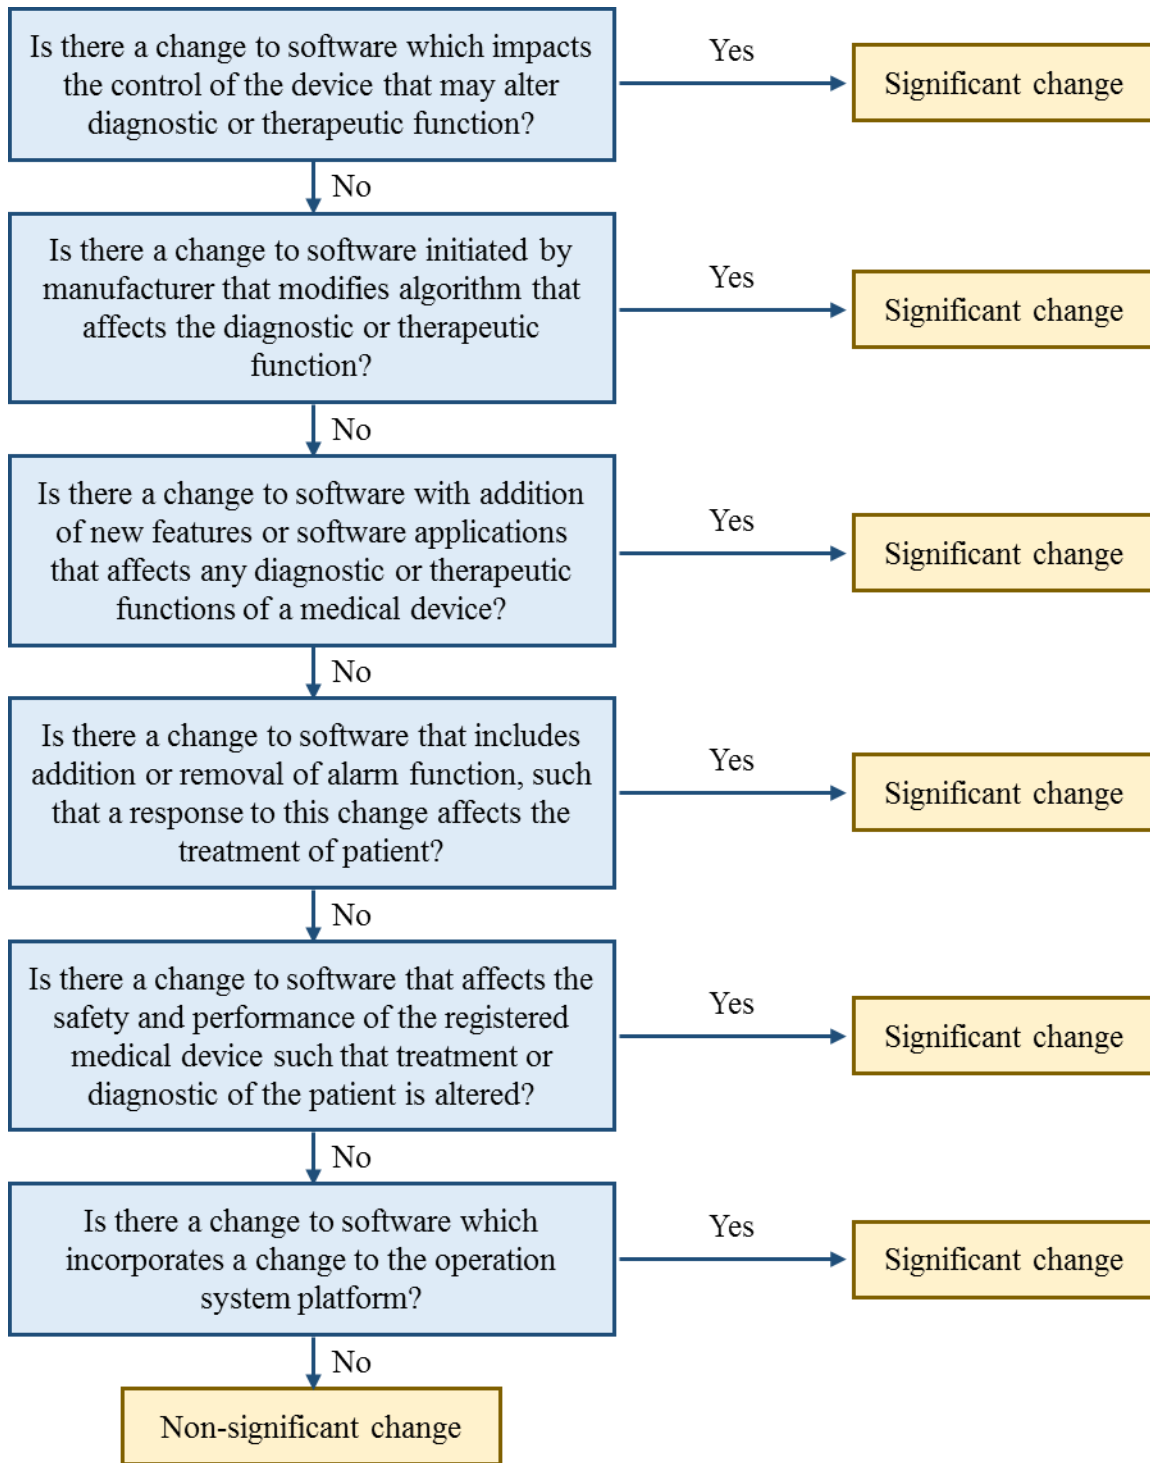 Is there a change to software which impacts
the control of the device that may alter
diagnostic or therapeutic function?
Yes
Significant change
No
Is there a change to software initiated by
manufacturer that modifies algorithm that
affects the diagnostic or therapeutic
function?
Yes
Significant change
No
Is there a change to software with addition
of new features or software applications
that affects any diagnostic or therapeutic
functions of a medical device?
Yes
Significant change
No
Is there a change to software that includes
addition or removal of alarm function, such
that a response to this change affects the
treatment of patient?
Yes
Significant change
No
Is there a change to software that affects the
safety and performance of the registered
medical device such that treatment or
diagnostic of the patient is altered?
Yes
Significant change
No
Is there a change to software which
incorporates a change to the operation
system platform?
Yes
Significant change
No
Non-significant change